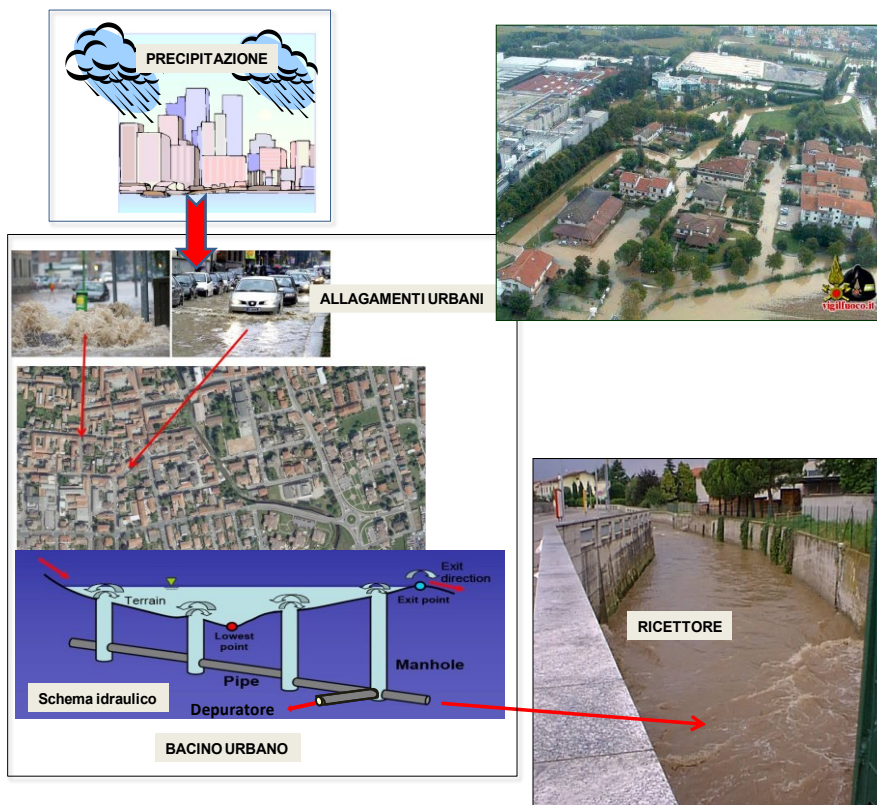 PRECIPITAZIONE
vigilfuoco.it
ALLAGAMENTI URBANI
Exit
direction
Terrain
Exit point
Lowest
point
Manhole
Pipe
Schema idraulico
Depuratore
BACINO URBANO
RICETTORE